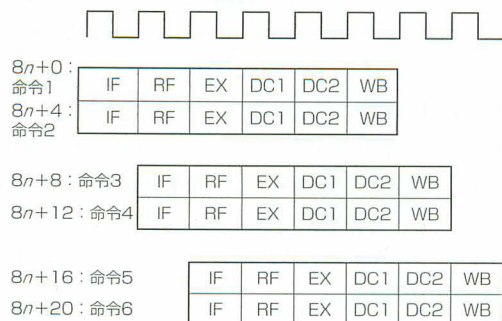 8n+0:
命令1 IF RF EX DC1 DC2 WB
8n+4:
命令2 IF RF EX DC1 DC2 WB
8n+8:命令3 IF RF EX DC1 DC2 WB
8n+12:命令4 IF RF EX DC1 DC2 WB
8n+16:命令5 IF RF EX DC1 DC2 WB
8n+20:命令6 IF RF EX DC1 DC2 WB